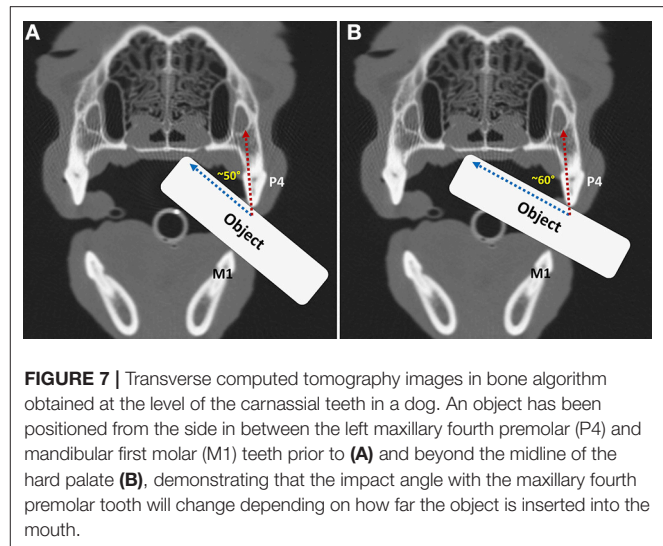 A
B
~50°
P4
Object
M1
~60°
P4
Object
M1
FIGURE 7 | Transverse computed tomography images in bone algorithm
obtained at the level of the carnassial teeth in a dog. An object has been
positioned from the side in between the left maxillary fourth premolar (P4) and
mandibular first molar (M1) teeth prior to (A) and beyond the midline of the
hard palate (B), demonstrating that the impact angle with the maxillary fourth
premolar tooth will change depending on how far the object is inserted into the
mouth.